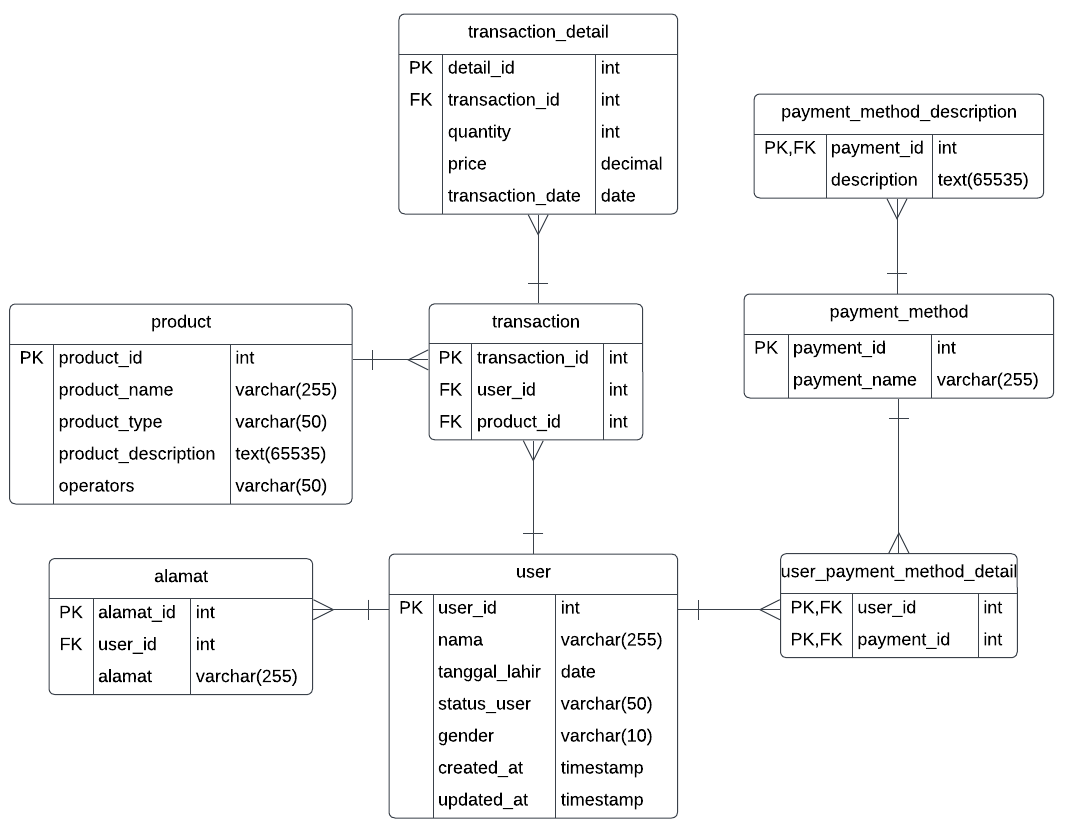 transaction_detail
PK detail_id int
FK transaction_id int
quantity int
price decimal
transaction_date date
payment_method_description
PK,FK payment_id int
description text(65535)
product
PK product_id int
product_name varchar(255)
product_type varchar(50)
product_description text(65535)
operators varchar(50)
transaction
PK transaction_id int
FK user_id int
FK product_id int
payment_method
PK payment_id int
payment_name varchar(255)
alamat
PK alamat_id int
FK user_id int
alamat varchar(255)
user
PK user_id int
nama varchar(255)
tanggal_lahir date
status_user varchar(50)
gender varchar(10)
created_at timestamp
updated_at timestamp
user_payment_method_detail
PK,FK user_id int
PK,FK payment_id int